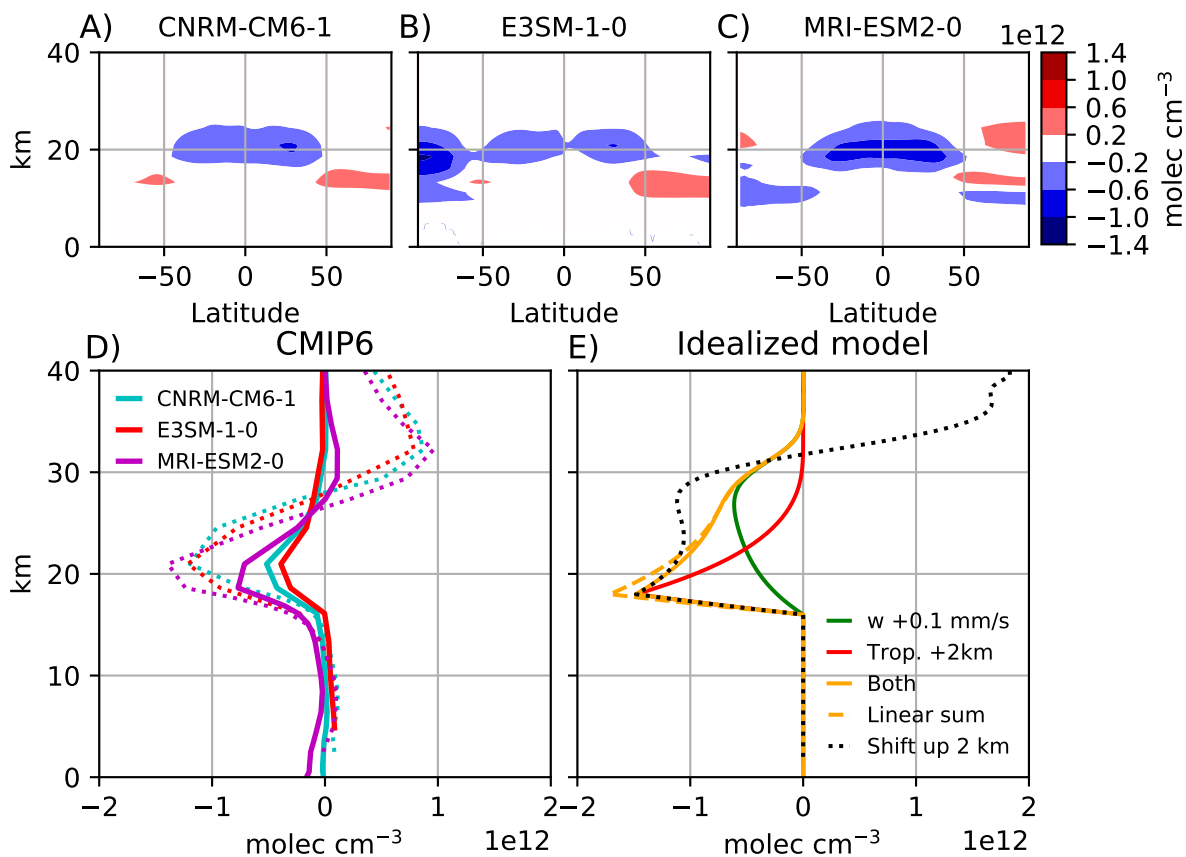 A) CNRM-CM6-1
B) E3SM-1-0
C) MRI-ESM2-0
1e12
40
20
0
km
−50 0 50
Latitude
−50 0 50
Latitude
−50 0 50
Latitude
1.4
1.0
0.6
0.2
−0.2
−0.6
−1.0
−1.4
molec cm⁻³
D) CMIP6
40
30
20
10
0
km
CNRM-CM6-1
E3SM-1-0
MRI-ESM2-0
−2 −1 0 1 2
molec cm⁻³
1e12
E) Idealized model
w +0.1 mm/s
Trop. +2km
Both
Linear sum
Shift up 2 km
−2 −1 0 1 2
molec cm⁻³
1e12